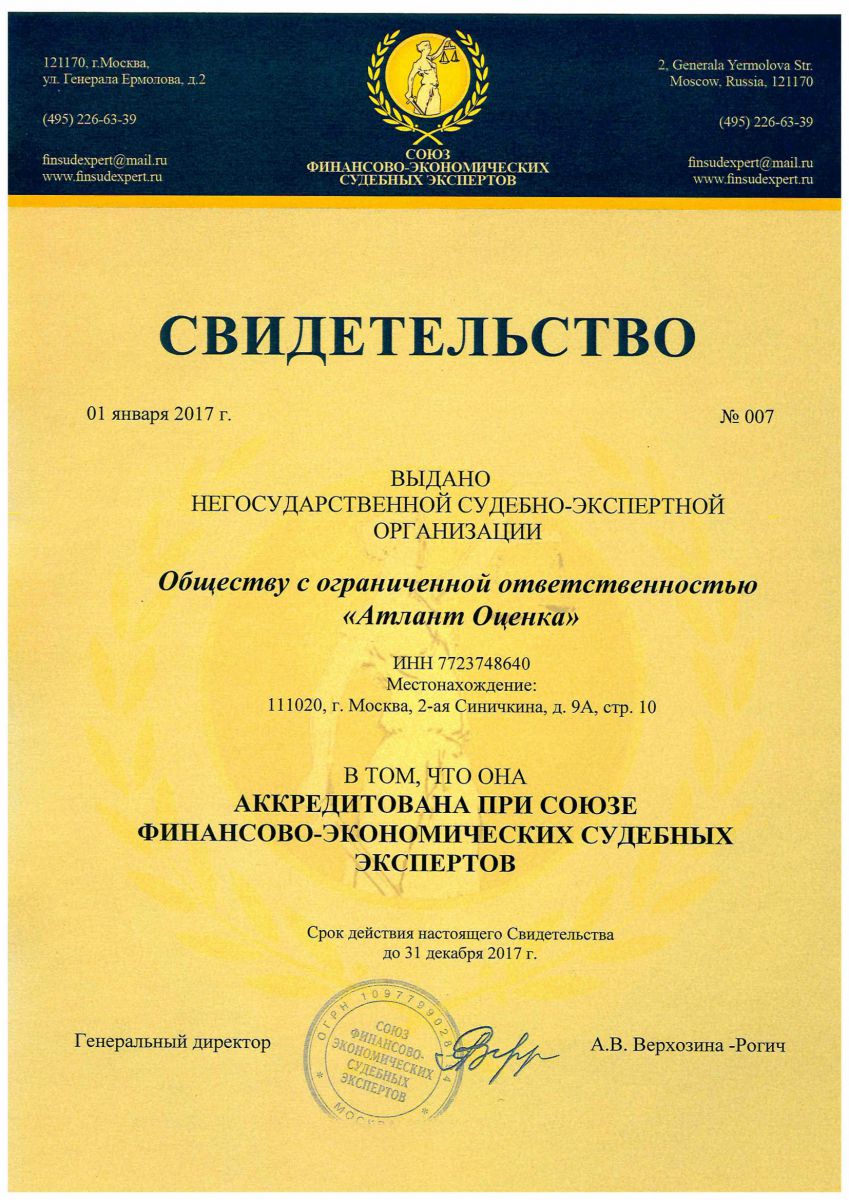 121170, г.Москва,
ул. Генерала Ермолова, д.2
(495) 226-63-39
finsudexpert@mail.ru
www.finsudexpert.ru
СОЮЗ
ФИНАНСОВО-ЭКОНОМИЧЕСКИХ
СУДЕБНЫХ ЭКСПЕРТОВ
2, Generala Yermolova Str.
Moscow, Russia, 121170
(495) 226-63-39
finsudexpert@mail.ru
www.finsudexpert.ru
СВИДЕТЕЛЬСТВО
01 января 2017 г.
№ 007
ВЫДАНО
НЕГОСУДАРСТВЕННОЙ СУДЕБНО-ЭКСПЕРТНОЙ
ОРГАНИЗАЦИИ
Обществу с ограниченной ответственностью
«Атлант Оценка»
ИНН 7723748640
Местонахождение:
111020, г. Москва, 2-ая Синичкина, д. 9А, стр. 10
В ТОМ, ЧТО ОНА
АККРЕДИТОВАНА ПРИ СОЮЗЕ
ФИНАНСОВО-ЭКОНОМИЧЕСКИХ СУДЕБНЫХ
ЭКСПЕРТОВ
Срок действия настоящего Свидетельства
до 31 декабря 2017 г.
Генеральный директор
ОГРН
СОЮЗ
ФИНАНСОВО-
ЭКОНОМИЧЕСКИХ
СУДЕБНЫХ
ЭКСПЕРТОВ
МОСКВА
А.В. Верхозина -Рогич